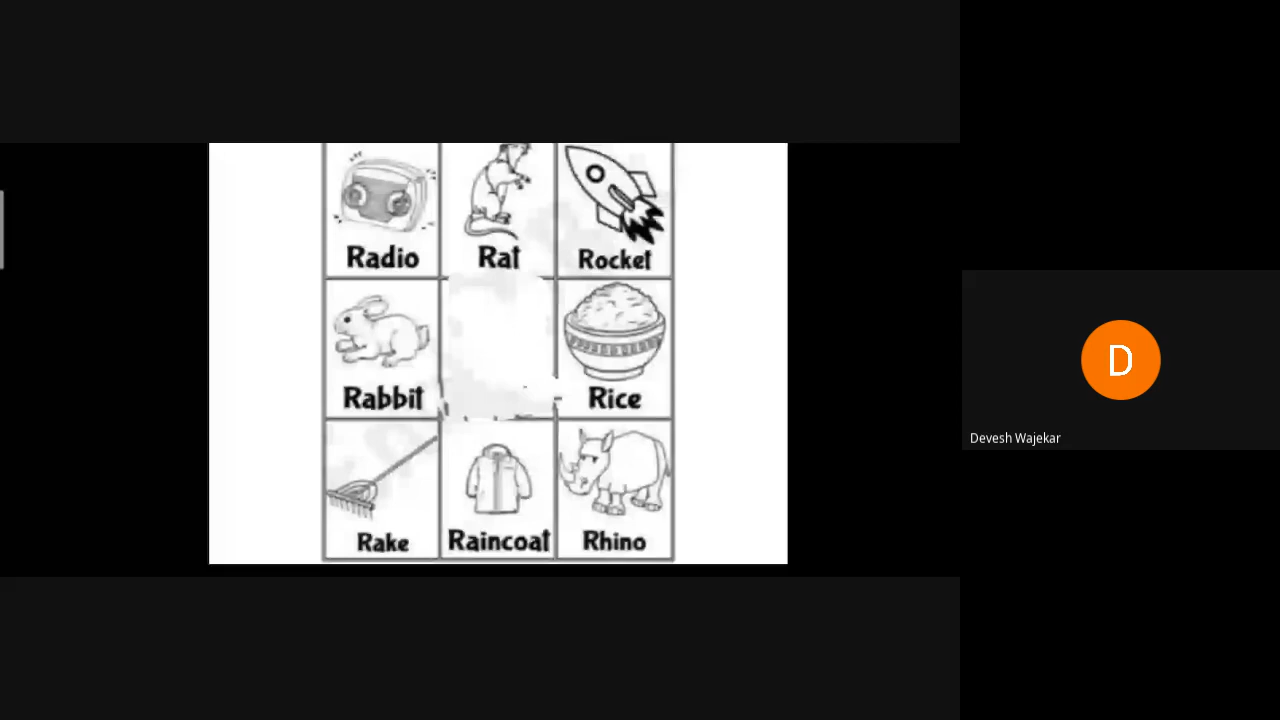 Radio Rat Rocket
Rabbit Rice
Rake Raincoat Rhino
D
Devesh Wajekar